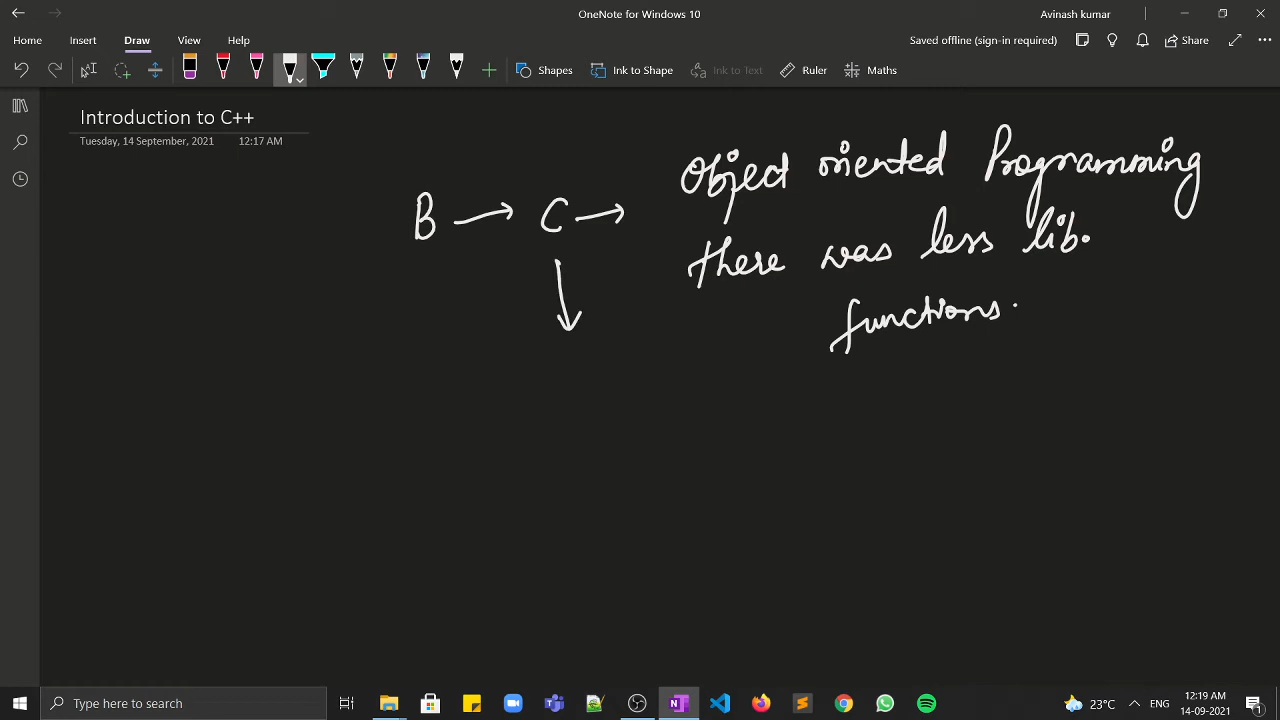 OneNote for Windows 10
Avinash kumar
Home Insert Draw View Help
Saved offline (sign-in required)
Share
Shapes Ink to Shape Ink to Text Ruler Maths
Introduction to C++
Tuesday, 14 September, 2021 12:17 AM
Object oriented Programming
B → C →
there was less lib.
functions.
Type here to search
23°C ENG 12:19 AM
14-09-2021